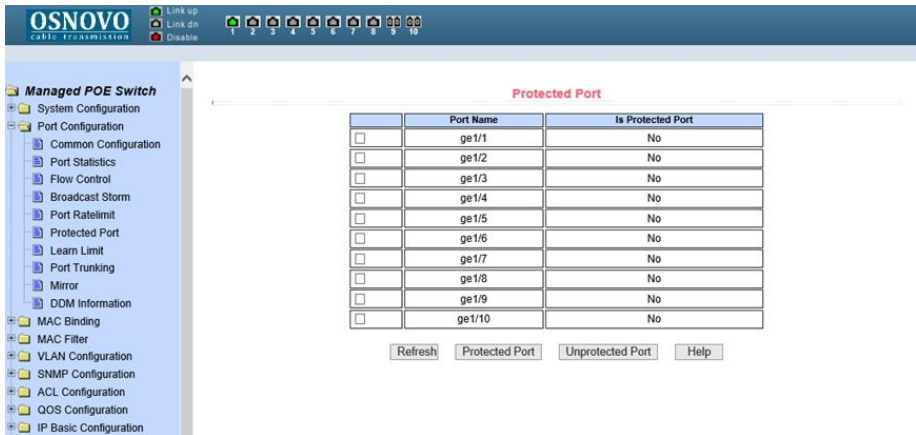 OSNOVO
cable transmission
Link up
Link dn
Disable
1 2 3 4 5 6 7 8 9 10
Managed POE Switch
System Configuration
Port Configuration
Common Configuration
Port Statistics
Flow Control
Broadcast Storm
Port Ratelimit
Protected Port
Learn Limit
Port Trunking
Mirror
DDM Information
MAC Binding
MAC Filter
VLAN Configuration
SNMP Configuration
ACL Configuration
QOS Configuration
IP Basic Configuration
Protected Port
Port Name Is Protected Port
ge1/1 No
ge1/2 No
ge1/3 No
ge1/4 No
ge1/5 No
ge1/6 No
ge1/7 No
ge1/8 No
ge1/9 No
ge1/10 No
Refresh Protected Port Unprotected Port Help